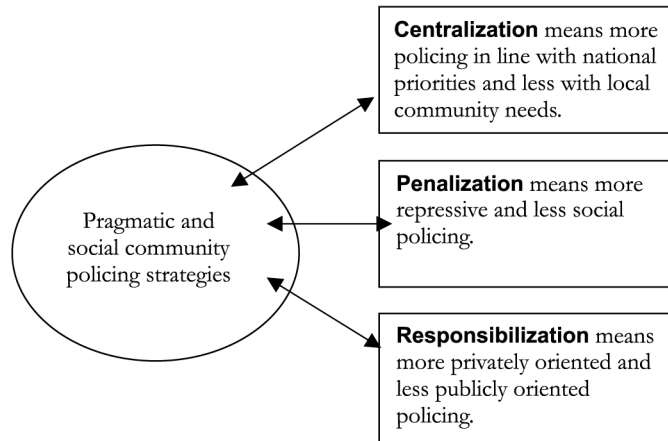 Centralization means more
policing in line with national
priorities and less with local
community needs.
Pragmatic and
social community
policing strategies
Penalization means more
repressive and less social
policing.
Responsibilization means
more privately oriented and
less publicly oriented
policing.